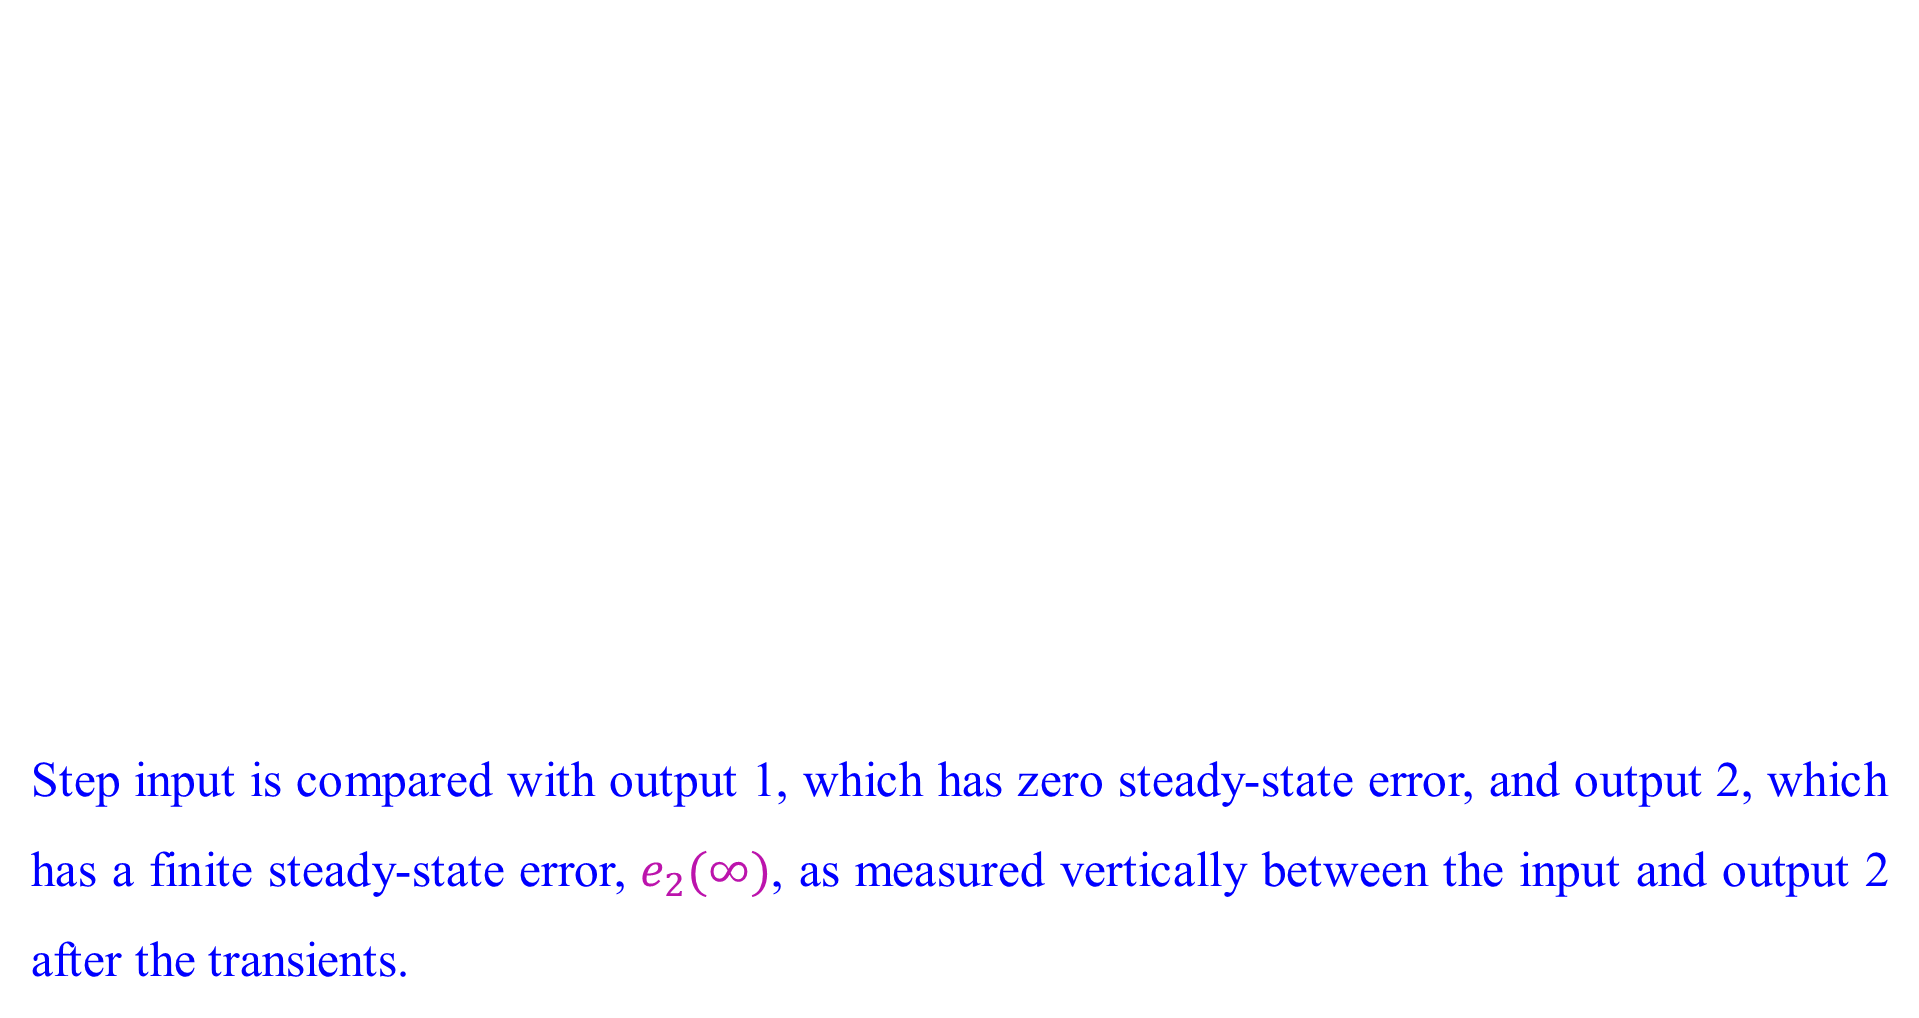 Step input is compared with output 1, which has zero steady-state error, and output 2, which
has a finite steady-state error, e₂(∞), as measured vertically between the input and output 2
after the transients.